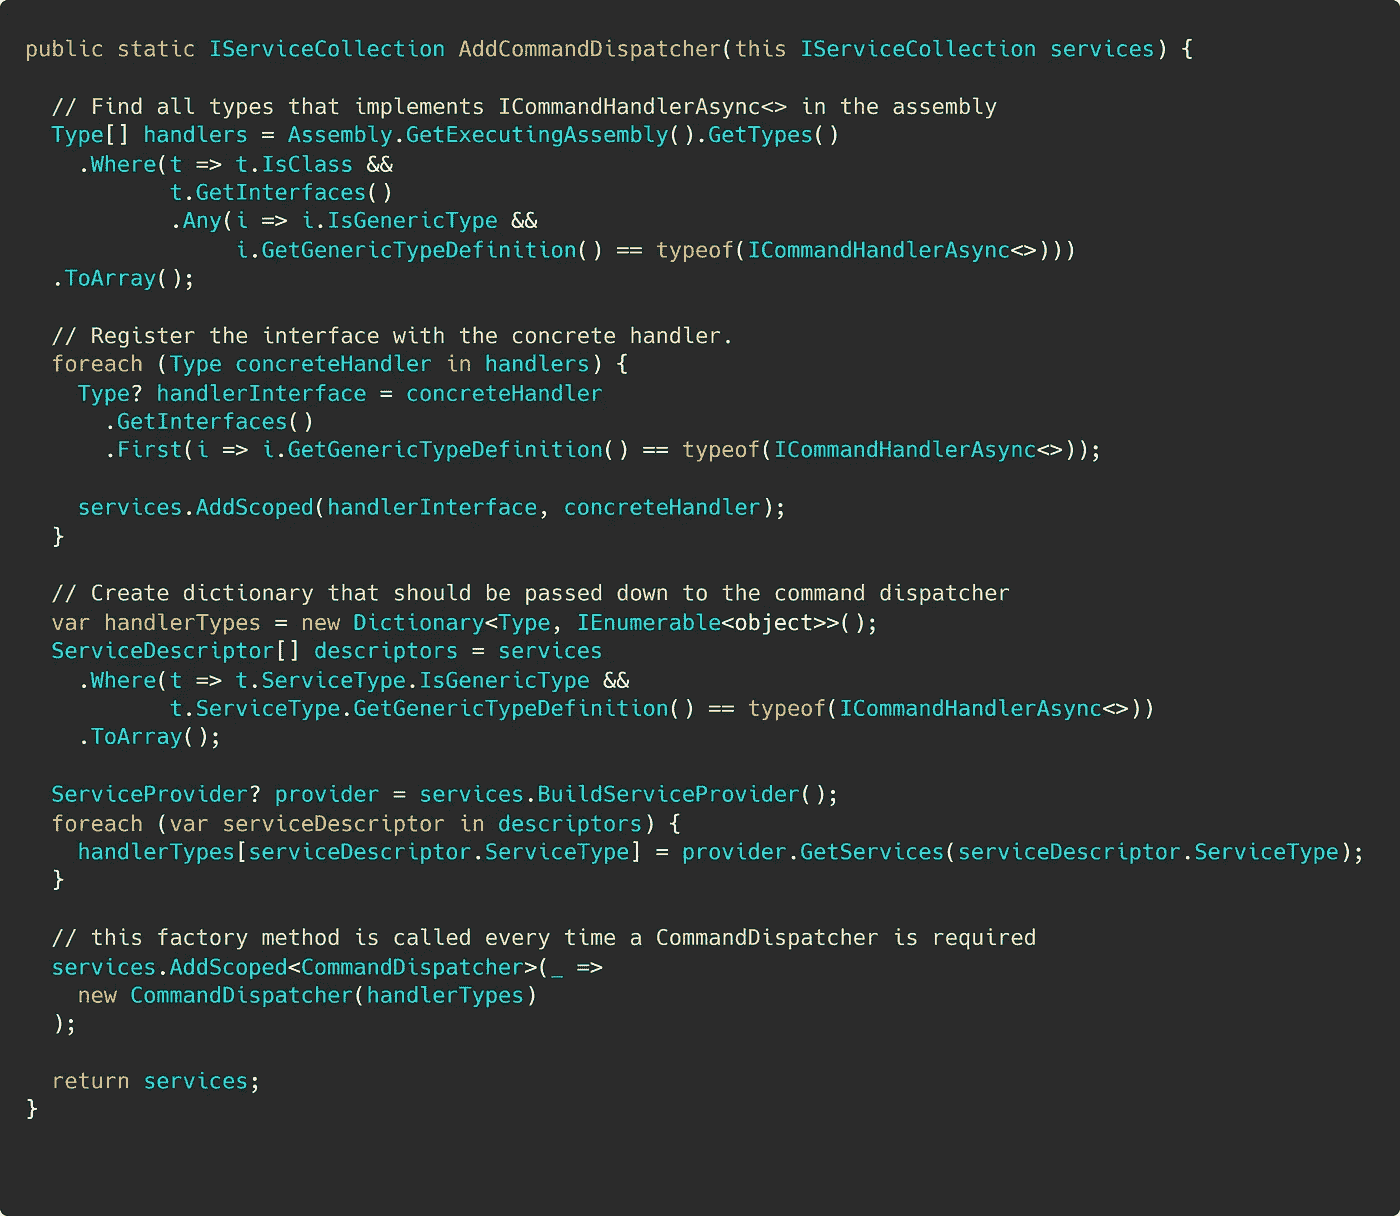 public static IServiceCollection AddCommandDispatcher(this IServiceCollection services) {

  // Find all types that implements ICommandHandlerAsync<> in the assembly
  Type[] handlers = Assembly.GetExecutingAssembly().GetTypes()
    .Where(t => t.IsClass &&
           t.GetInterfaces()
           .Any(i => i.IsGenericType &&
                i.GetGenericTypeDefinition() == typeof(ICommandHandlerAsync<>)))
  .ToArray();

  // Register the interface with the concrete handler.
  foreach (Type concreteHandler in handlers) {
    Type? handlerInterface = concreteHandler
      .GetInterfaces()
      .First(i => i.GetGenericTypeDefinition() == typeof(ICommandHandlerAsync<>));

    services.AddScoped(handlerInterface, concreteHandler);
  }

  // Create dictionary that should be passed down to the command dispatcher
  var handlerTypes = new Dictionary<Type, IEnumerable<object>>();
  ServiceDescriptor[] descriptors = services
    .Where(t => t.ServiceType.IsGenericType &&
           t.ServiceType.GetGenericTypeDefinition() == typeof(ICommandHandlerAsync<>))
    .ToArray();

  ServiceProvider? provider = services.BuildServiceProvider();
  foreach (var serviceDescriptor in descriptors) {
    handlerTypes[serviceDescriptor.ServiceType] = provider.GetServices(serviceDescriptor.ServiceType);
  }

  // this factory method is called every time a CommandDispatcher is required
  services.AddScoped<CommandDispatcher>(_ =>
    new CommandDispatcher(handlerTypes)
  );

  return services;
}